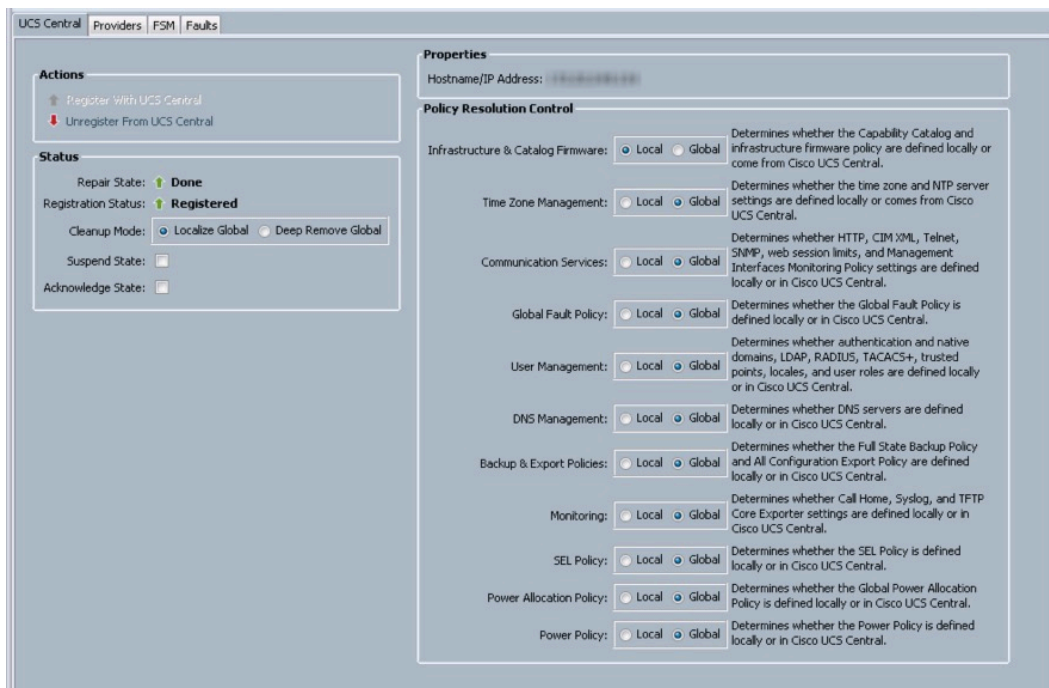 UCS Central Providers FSM Faults
Actions
Register With UCS Central
Unregister From UCS Central
Status
Repair State: Done
Registration Status: Registered
Cleanup Mode: Localize Global Deep Remove Global
Suspend State:
Acknowledge State:
Properties
Hostname/IP Address:
Policy Resolution Control
Infrastructure & Catalog Firmware: Local Global
Determines whether the Capability Catalog and
infrastructure firmware policy are defined locally or
come from Cisco UCS Central.
Time Zone Management: Local Global
Determines whether the time zone and NTP server
settings are defined locally or comes from Cisco
UCS Central.
Communication Services: Local Global
Determines whether HTTP, CIM XML, Telnet,
SNMP, web session limits, and Management
Interfaces Monitoring Policy settings are defined
locally or in Cisco UCS Central.
Global Fault Policy: Local Global
Determines whether the Global Fault Policy is
defined locally or in Cisco UCS Central.
User Management: Local Global
Determines whether authentication and native
domains, LDAP, RADIUS, TACACS+, trusted
points, locales, and user roles are defined locally
or in Cisco UCS Central.
DNS Management: Local Global
Determines whether DNS servers are defined
locally or in Cisco UCS Central.
Backup & Export Policies: Local Global
Determines whether the Full State Backup Policy
and All Configuration Export Policy are defined
locally or in Cisco UCS Central.
Monitoring: Local Global
Determines whether Call Home, Syslog, and TFTP
Core Exporter settings are defined locally or in
Cisco UCS Central.
SEL Policy: Local Global
Determines whether the SEL Policy is defined
locally or in Cisco UCS Central.
Power Allocation Policy: Local Global
Determines whether the Global Power Allocation
Policy is defined locally or in Cisco UCS Central.
Power Policy: Local Global
Determines whether the Power Policy is defined
locally or in Cisco UCS Central.